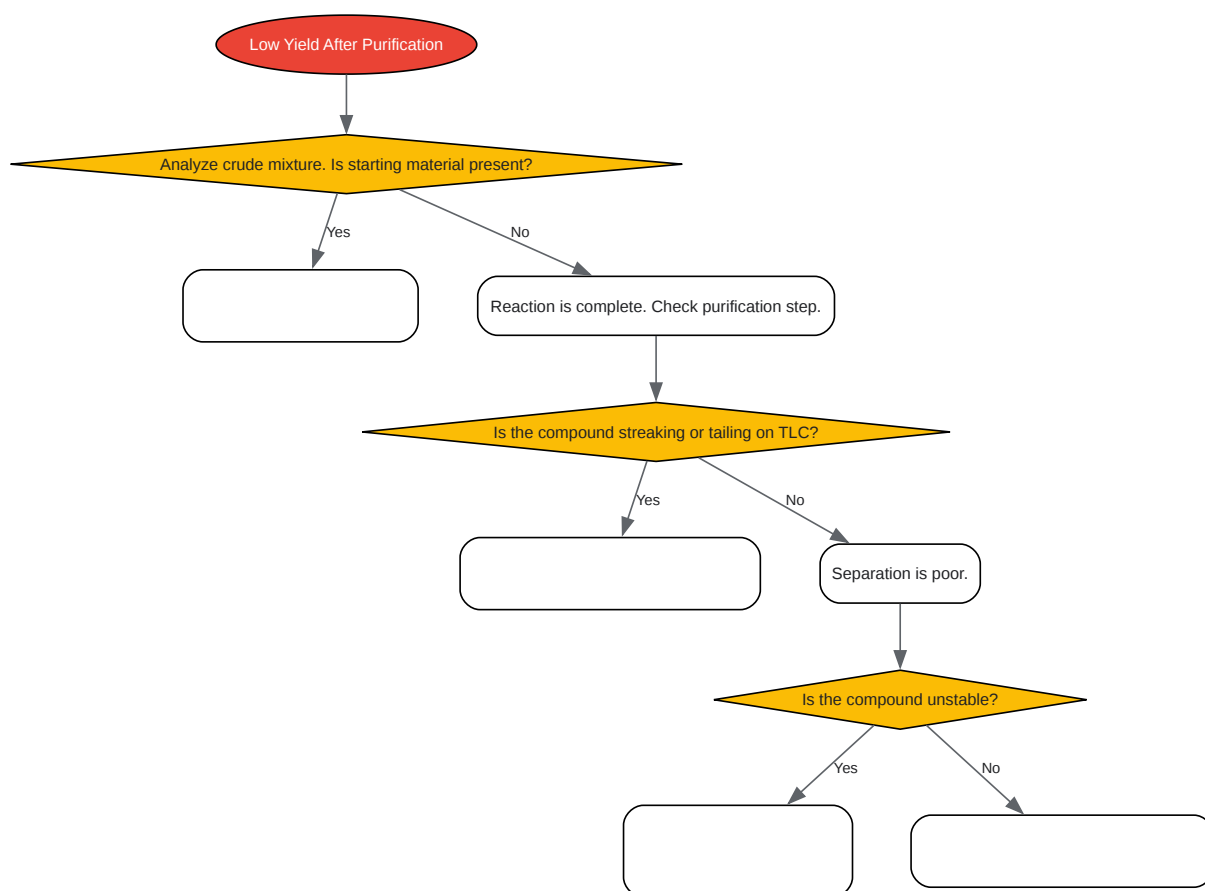 Low Yield After Purification
Analyze crude mixture. Is starting material present?
Yes
No
Reaction is complete. Check purification step.
Is the compound streaking or tailing on TLC?
Yes
No
Separation is poor.
Is the compound unstable?
Yes
No